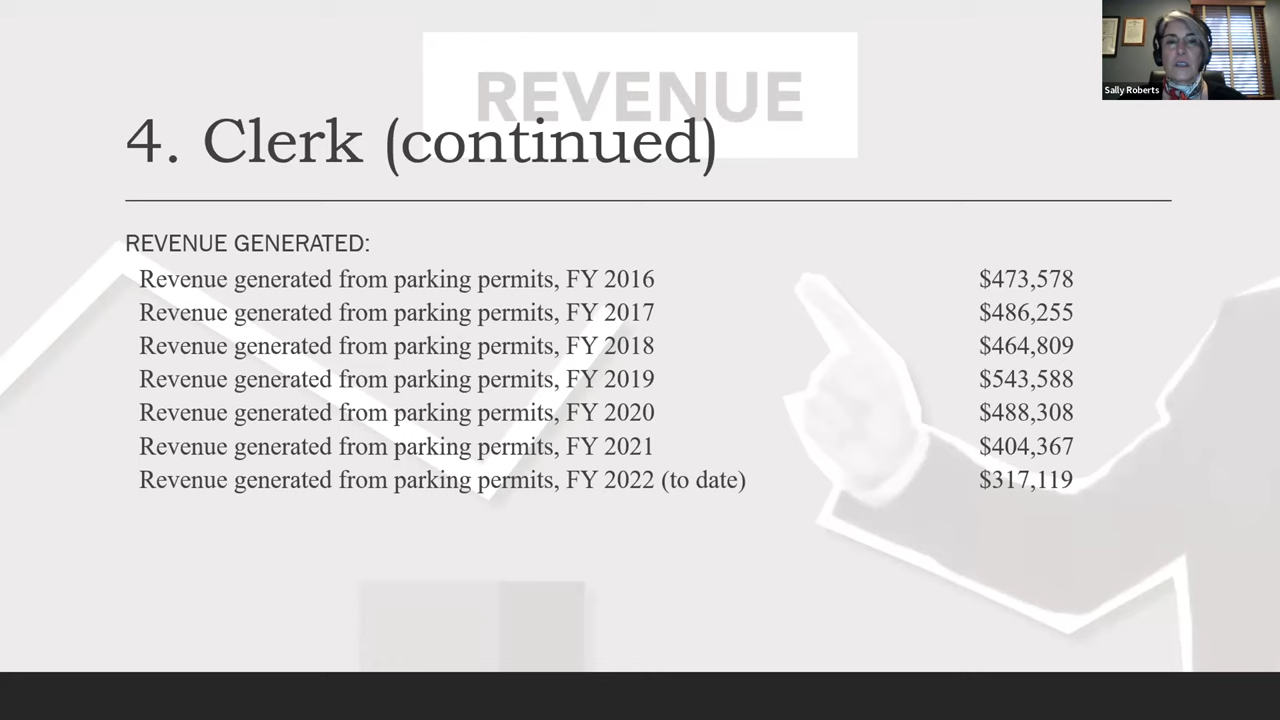 REVENUE
Sally Roberts
4. Clerk (continued)
REVENUE GENERATED:
Revenue generated from parking permits, FY 2016 $473,578
Revenue generated from parking permits, FY 2017 $486,255
Revenue generated from parking permits, FY 2018 $464,809
Revenue generated from parking permits, FY 2019 $543,588
Revenue generated from parking permits, FY 2020 $488,308
Revenue generated from parking permits, FY 2021 $404,367
Revenue generated from parking permits, FY 2022 (to date) $317,119